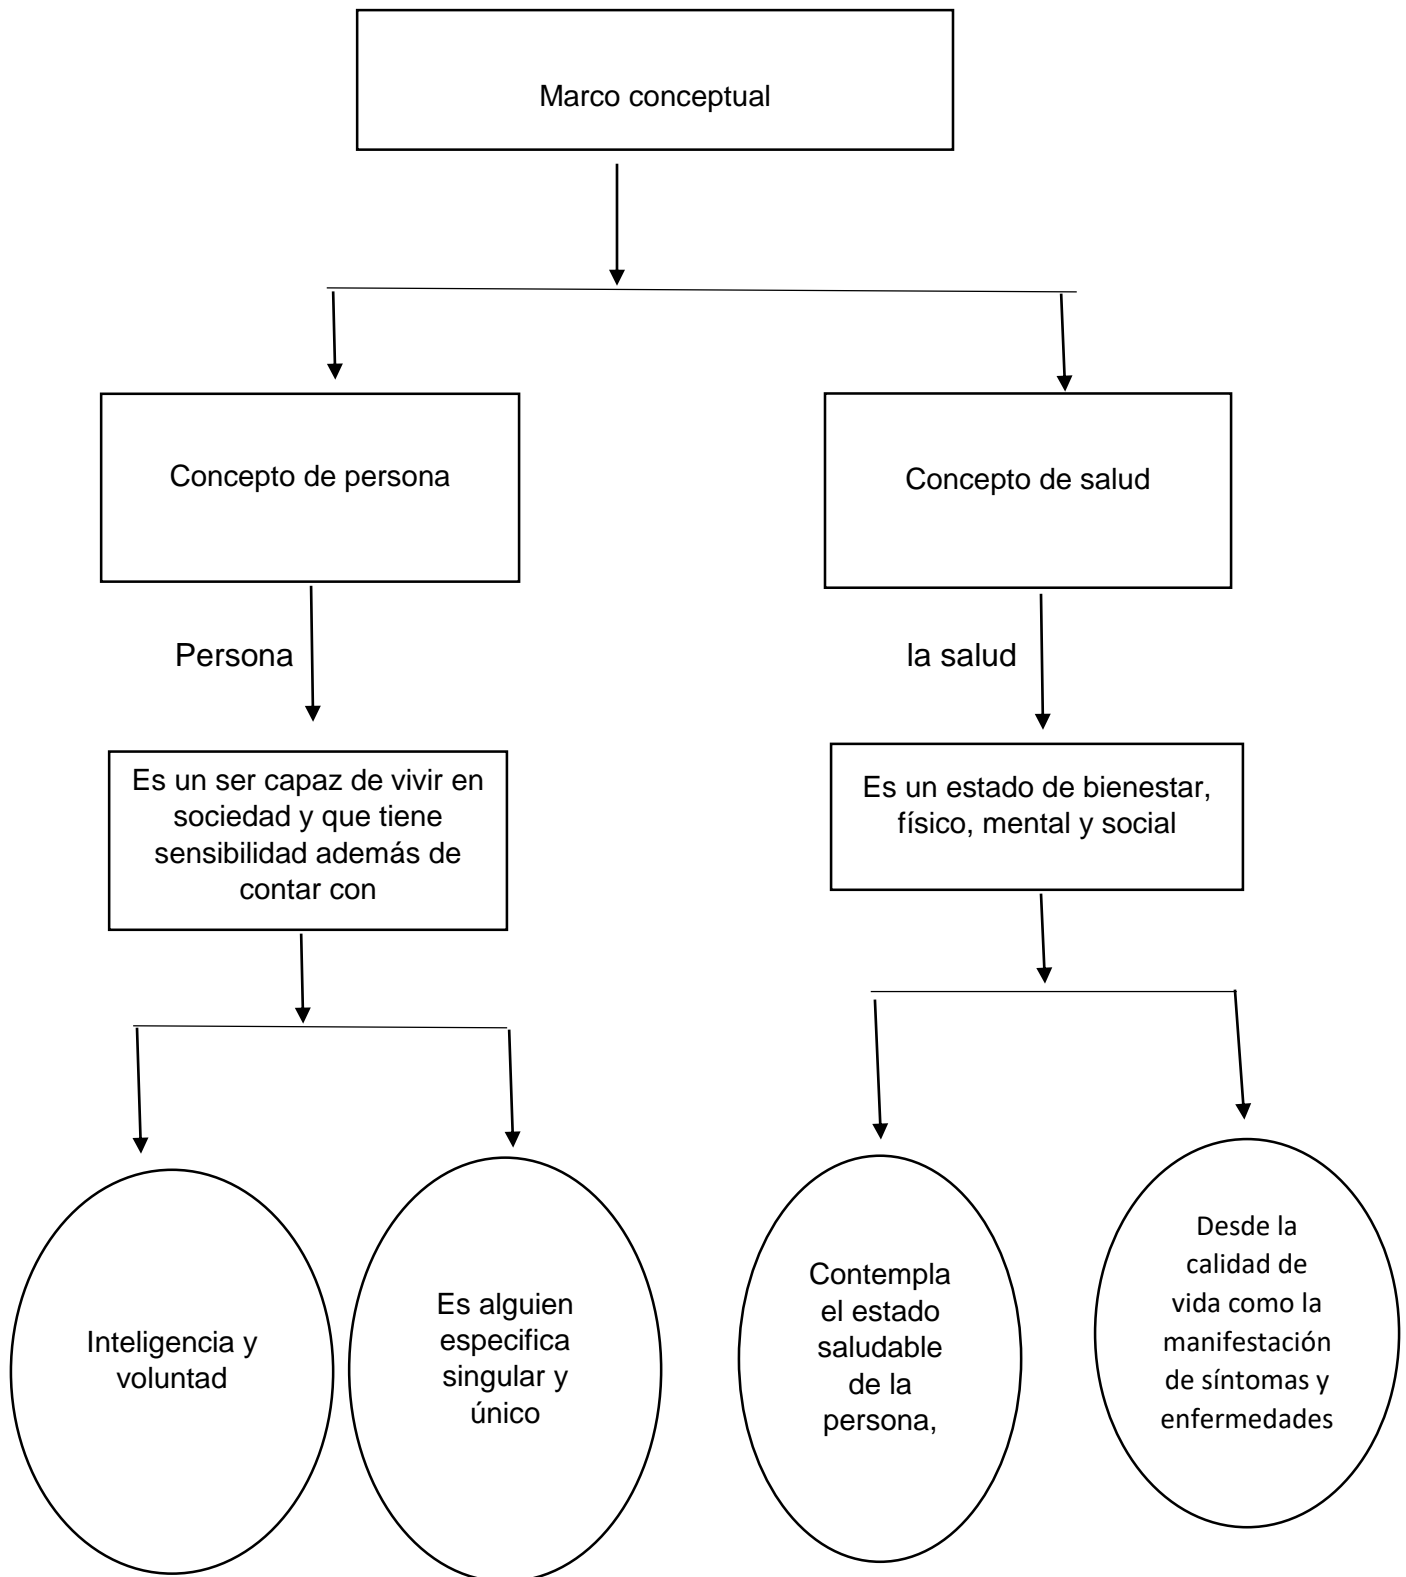 Marco conceptual
Concepto de persona
Concepto de salud
Persona
la salud
Es un ser capaz de vivir en
sociedad y que tiene
sensibilidad además de
contar con
Es un estado de bienestar,
físico, mental y social
Inteligencia y
voluntad
Es alguien
especifica
singular y
único
Contempla
el estado
saludable
de la
persona,
Desde la
calidad de
vida como la
manifestación
de síntomas y
enfermedades